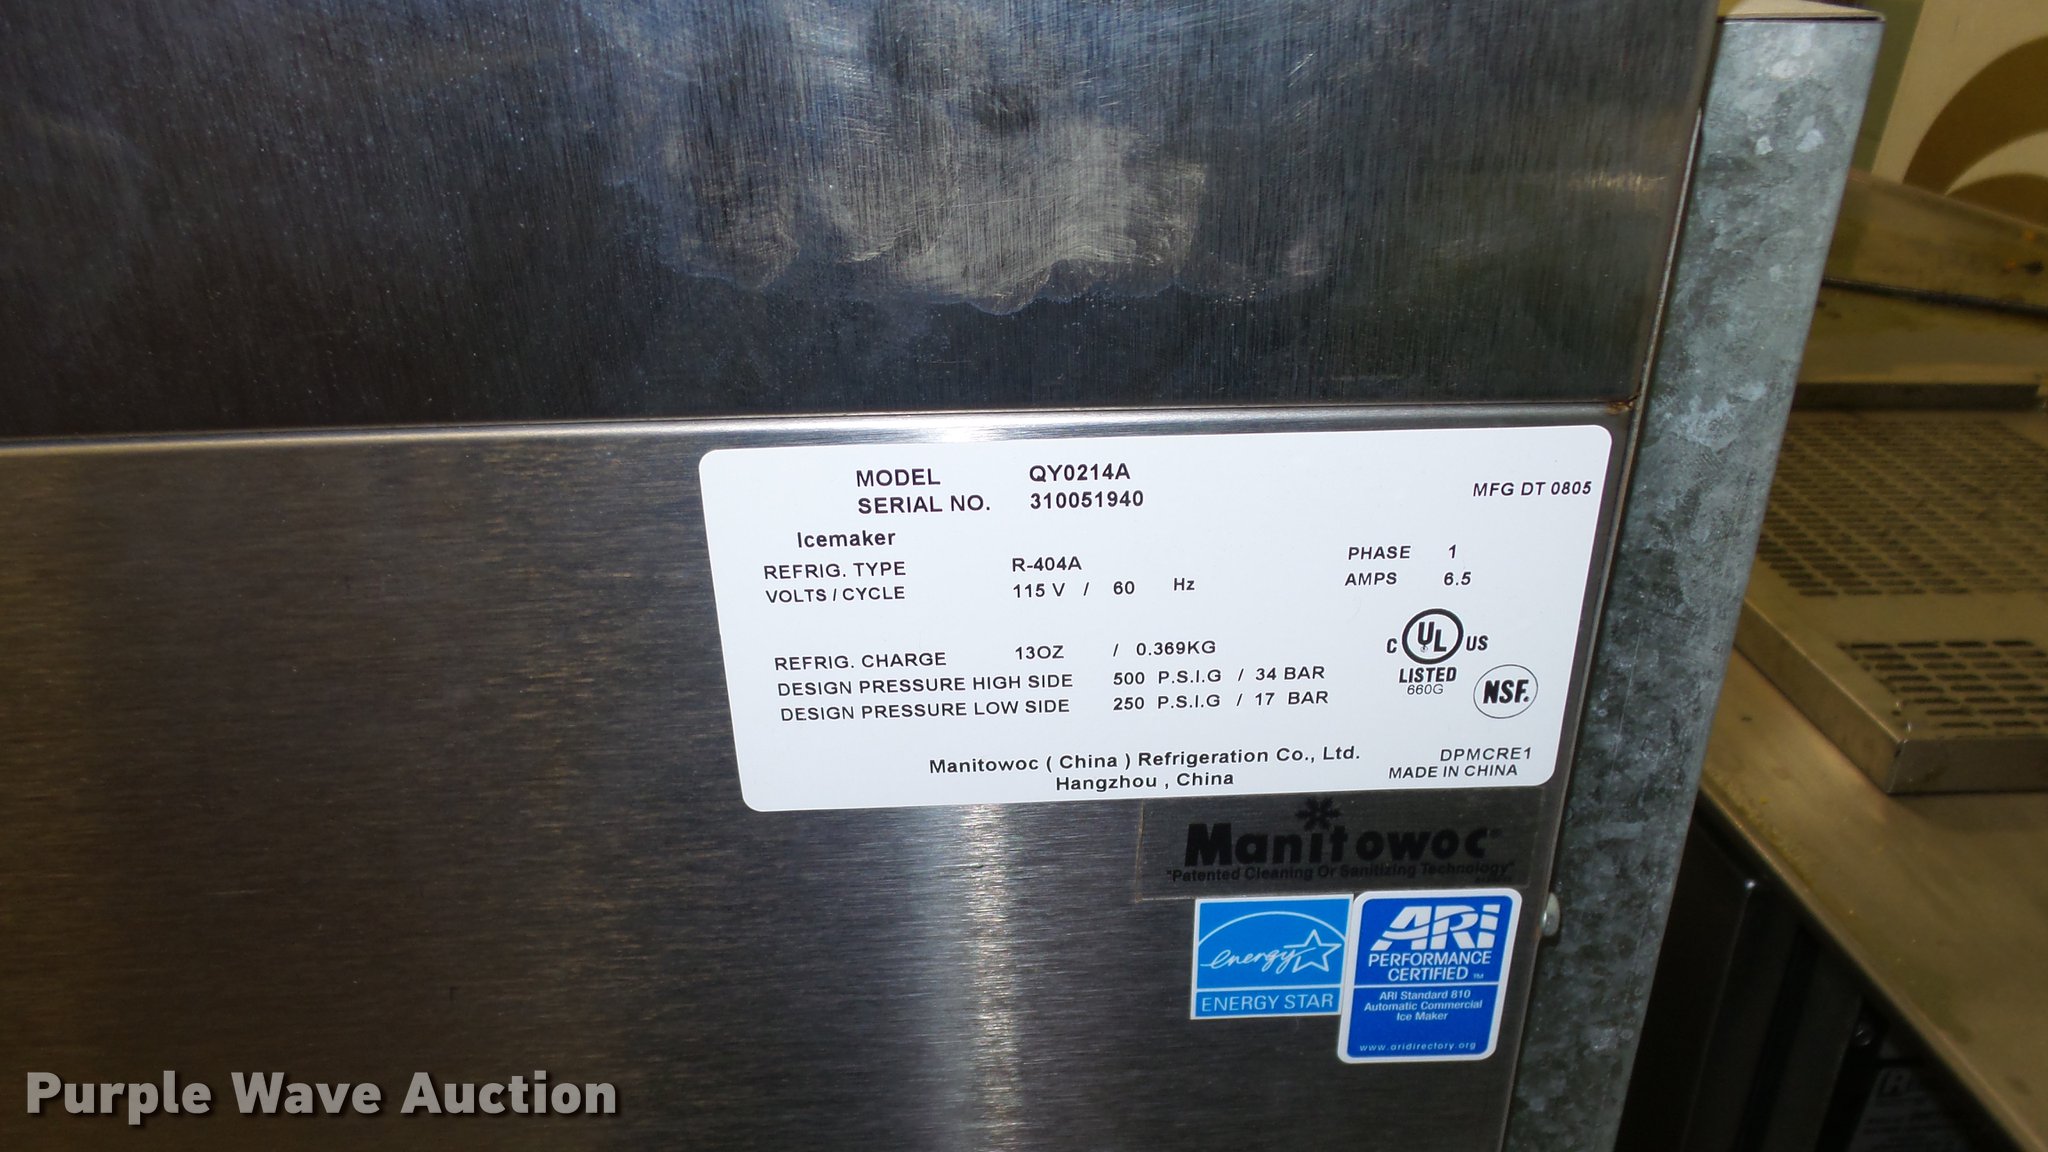 MODEL QY0214A
SERIAL NO. 310051940
MFG DT 0805
Icemaker
REFRIG. TYPE R-404A
PHASE 1
VOLTS / CYCLE 115 V / 60 Hz
AMPS 6.5
C UL US
LISTED
660G
NSF.
REFRIG. CHARGE 13OZ / 0.369KG
DESIGN PRESSURE HIGH SIDE 500 P.S.I.G / 34 BAR
DESIGN PRESSURE LOW SIDE 250 P.S.I.G / 17 BAR
Manitowoc ( China ) Refrigeration Co., Ltd.
Hangzhou , China
DPMCRE1
MADE IN CHINA
Manitowoc®
"Patented Cleaning Or Sanitizing Technology"
energy
ENERGY STAR
ARI
PERFORMANCE
CERTIFIED ™
ARI Standard 810
Automatic Commercial
Ice Maker
www.aridirectory.org
Purple Wave Auction